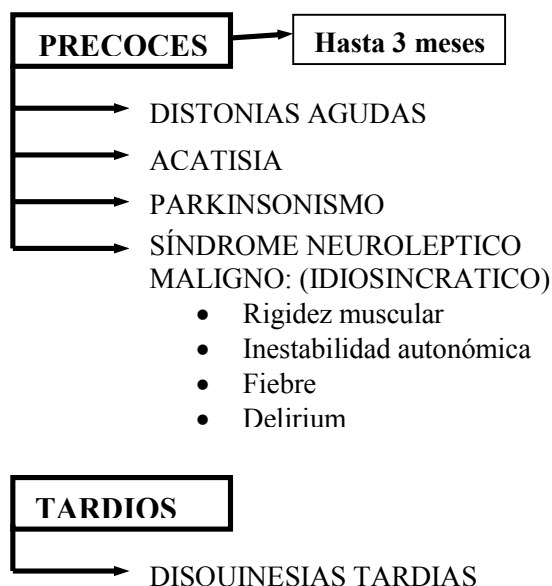 PRECOCES
Hasta 3 meses
DISTONIAS AGUDAS
ACATISIA
PARKINSONISMO
SÍNDROME NEUROLEPTICO
MALIGNO: (IDIOSINCRATICO)
• Rigidez muscular
• Inestabilidad autonómica
• Fiebre
• Delirium
TARDIOS
DISQUINESIAS TARDIAS